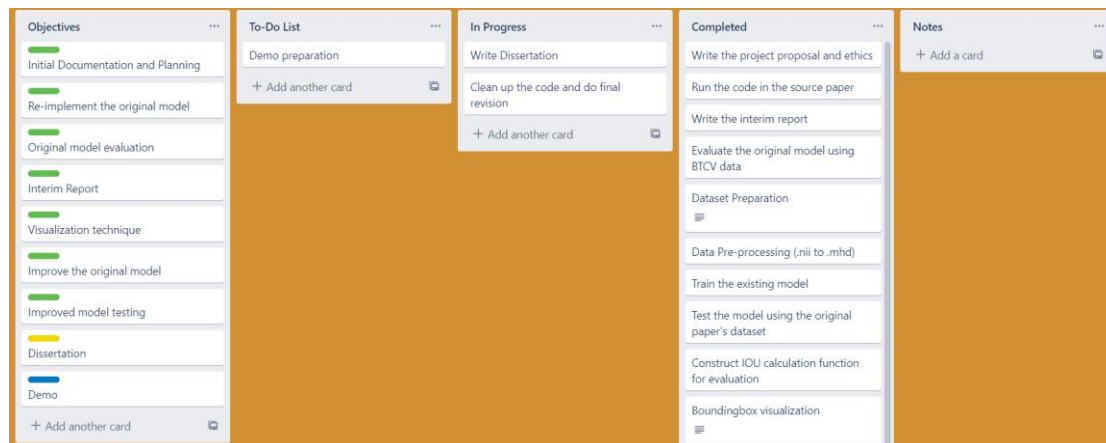 Objectives
Initial Documentation and Planning
Re-implement the original model
Original model evaluation
Interim Report
Visualization technique
Improve the original model
Improved model testing
Dissertation
Demo
+ Add another card
To-Do List
Demo preparation
+ Add another card
In Progress
Write Dissertation
Clean up the code and do final
revision
+ Add another card
Completed
Write the project proposal and ethics
Run the code in the source paper
Write the interim report
Evaluate the original model using
BTCV data
Dataset Preparation
Data Pre-processing (.nii to .mhd)
Train the existing model
Test the model using the original
paper's dataset
Construct IOU calculation function
for evaluation
Boundingbox visualization
Notes
+ Add a card